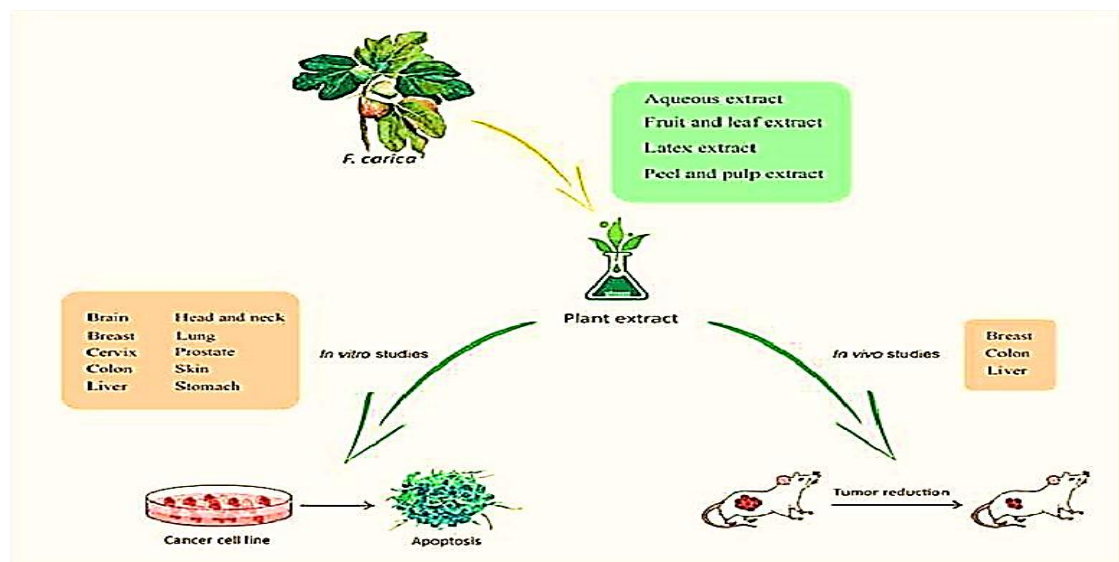 F. carica
Aqueous extract
Fruit and leaf extract
Latex extract
Peel and pulp extract
Plant extract
Brain Head and neck
Breast Lung
Cervix Prostate
Colon Skin
Liver Stomach
In vitro studies
In vivo studies
Breast
Colon
Liver
Cancer cell line
Apoptosis
Tumor reduction